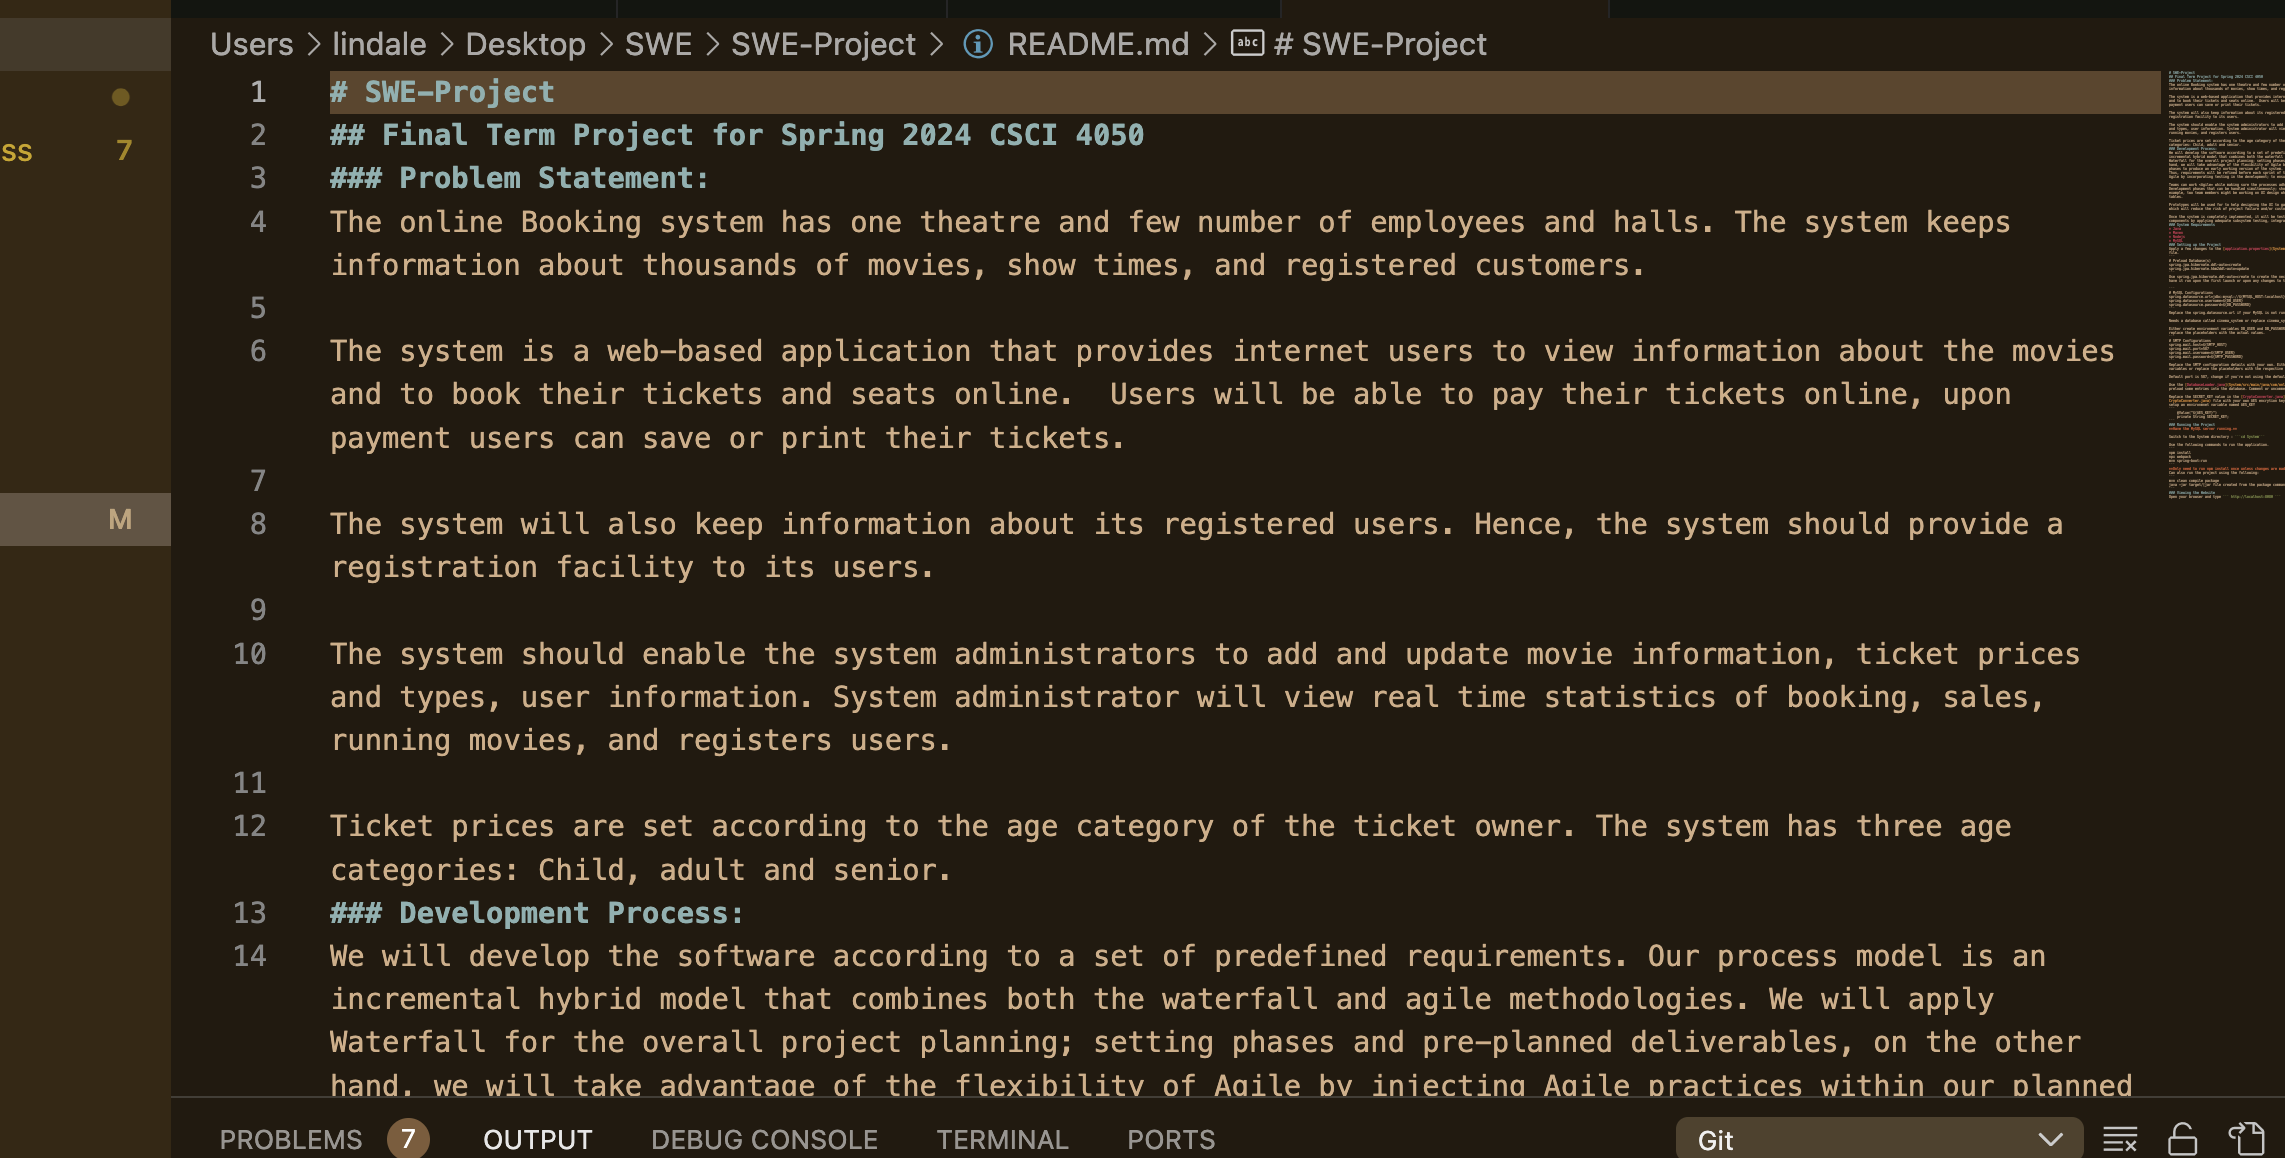 Users > lindale > Desktop > SWE > SWE-Project > README.md > # SWE-Project
ss 7
M
1 # SWE-Project
2 ## Final Term Project for Spring 2024 CSCI 4050
3 ### Problem Statement:
4 The online Booking system has one theatre and few number of employees and halls. The system keeps
information about thousands of movies, show times, and registered customers.
5
6 The system is a web-based application that provides internet users to view information about the movies
and to book their tickets and seats online.  Users will be able to pay their tickets online, upon
payment users can save or print their tickets.
7
8 The system will also keep information about its registered users. Hence, the system should provide a
registration facility to its users.
9
10 The system should enable the system administrators to add and update movie information, ticket prices
and types, user information. System administrator will view real time statistics of booking, sales,
running movies, and registers users.
11
12 Ticket prices are set according to the age category of the ticket owner. The system has three age
categories: Child, adult and senior.
13 ### Development Process:
14 We will develop the software according to a set of predefined requirements. Our process model is an
incremental hybrid model that combines both the waterfall and agile methodologies. We will apply
Waterfall for the overall project planning; setting phases and pre-planned deliverables, on the other
hand, we will take advantage of the flexibility of Agile by injecting Agile practices within our planned
PROBLEMS 7 OUTPUT DEBUG CONSOLE TERMINAL PORTS Git